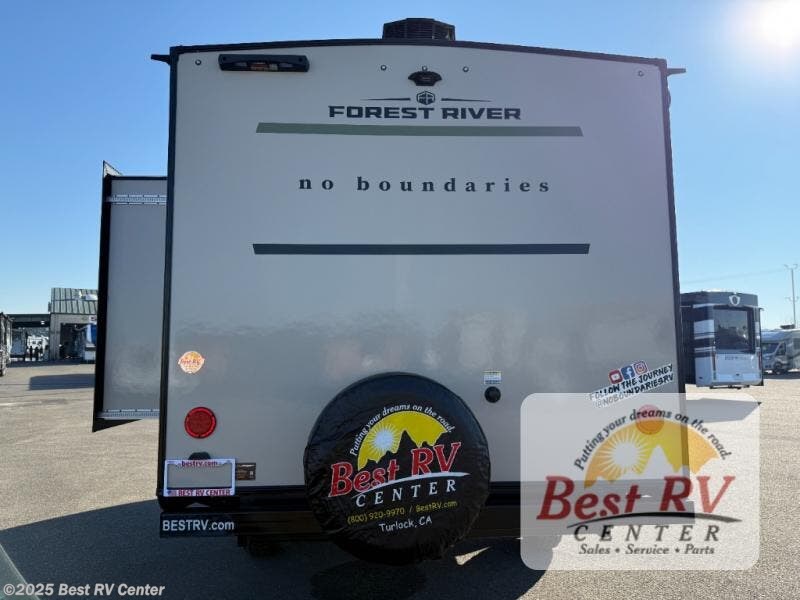 FOREST RIVER
no boundaries
FOLLOW THE JOURNEY
@NOBOUNDARIESRV
Best RV
bestrv.com
BEST RV CENTER
BESTRV.com
Putting your dreams on the road.
Best RV
CENTER
(800) 920-9970 / BestRV.com
Turlock, CA
Putting your dreams on the road.
Best RV
CENTER
Sales • Service • Parts
©2025 Best RV Center